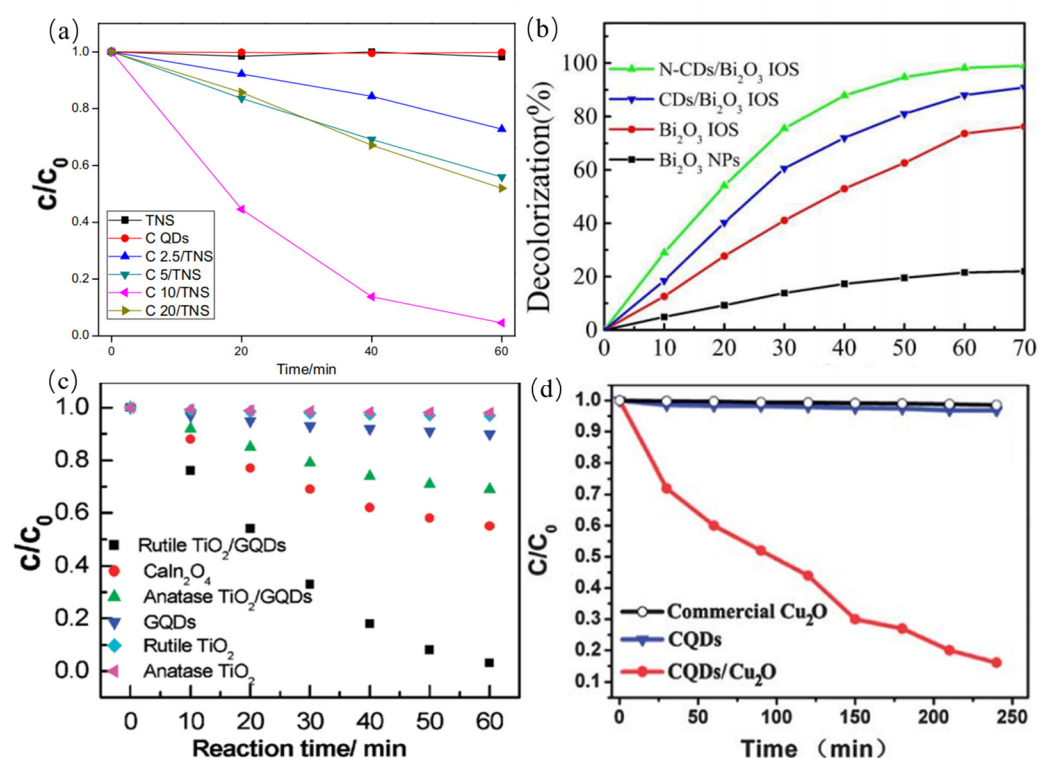 (a)
c/c0
1.0
0.8
0.6
0.4
0.2
0.0
TNS
C QDs
C 2.5/TNS
C 5/TNS
C 10/TNS
C 20/TNS
0 20 40 60
Time/min
(b)
Decolorization(%)
100
80
60
40
20
0
N-CDs/Bi2O3 IOS
CDs/Bi2O3 IOS
Bi2O3 IOS
Bi2O3 NPs
0 10 20 30 40 50 60 70
(c)
c/c0
1.0
0.8
0.6
0.4
0.2
0.0
Rutile TiO2/GQDs
CaIn2O4
Anatase TiO2/GQDs
GQDs
Rutile TiO2
Anatase TiO2
0 10 20 30 40 50 60
Reaction time/ min
(d)
C/C0
1.0
0.9
0.8
0.7
0.6
0.5
0.4
0.3
0.2
0.1
Commercial Cu2O
CQDs
CQDs/Cu2O
0 50 100 150 200 250
Time （min）